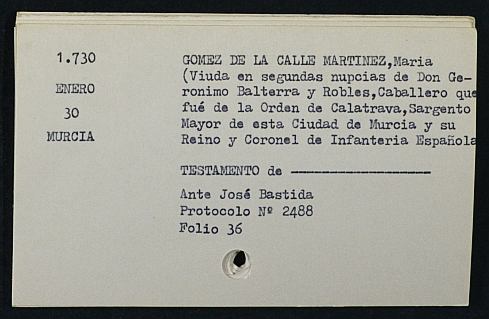 1.730
ENERO
30
MURCIA
GOMEZ DE LA CALLE MARTINEZ,Maria
(Viuda en segundas nupcias de Don Ge-
ronimo Balterra y Robles,Caballero que
fué de la Orden de Calatrava,Sargento
Mayor de esta Ciudad de Murcia y su
Reino y Coronel de Infanteria Española
TESTAMENTO de ----------------
Ante José Bastida
Protocolo Nº 2488
Folio 36